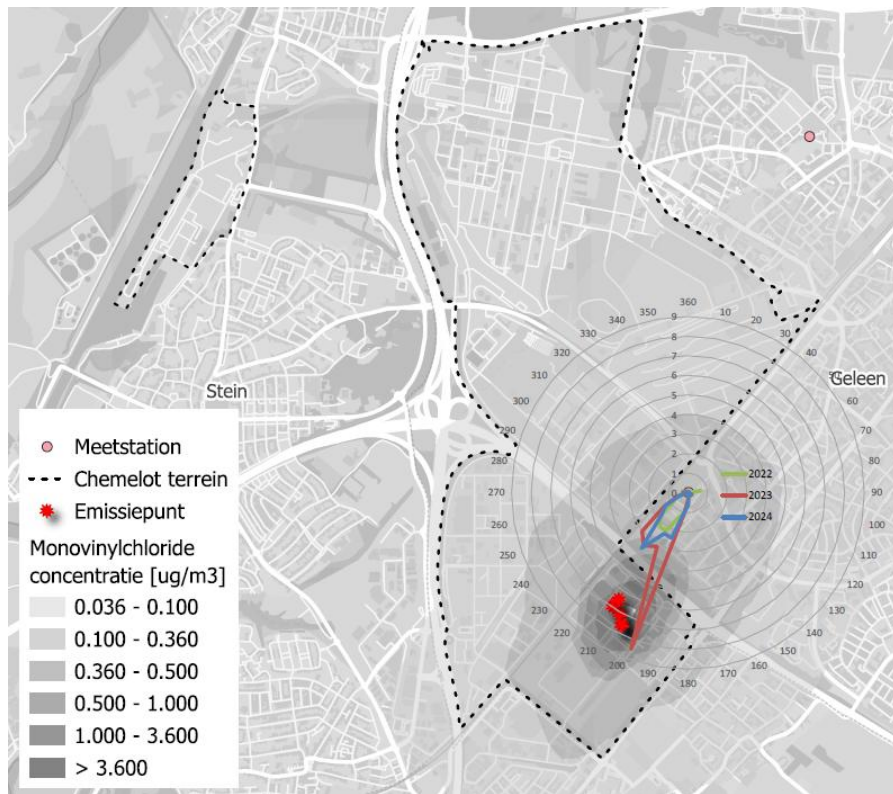 350 360 10
340 9 20
330 8 30
320 7 40
310 6 50
Geleen
Stein
300 5 60
290 4 70
280 3 80
2
1
270 0 90
2022
2023
2024
260 100
250 110
240 120
230 130
220 140
210 150
200 190 180 170 160
Meetstation
Chemelot terrein
Emissiepunt
Monovinylchloride
concentratie [ug/m3]
0.036 - 0.100
0.100 - 0.360
0.360 - 0.500
0.500 - 1.000
1.000 - 3.600
> 3.600